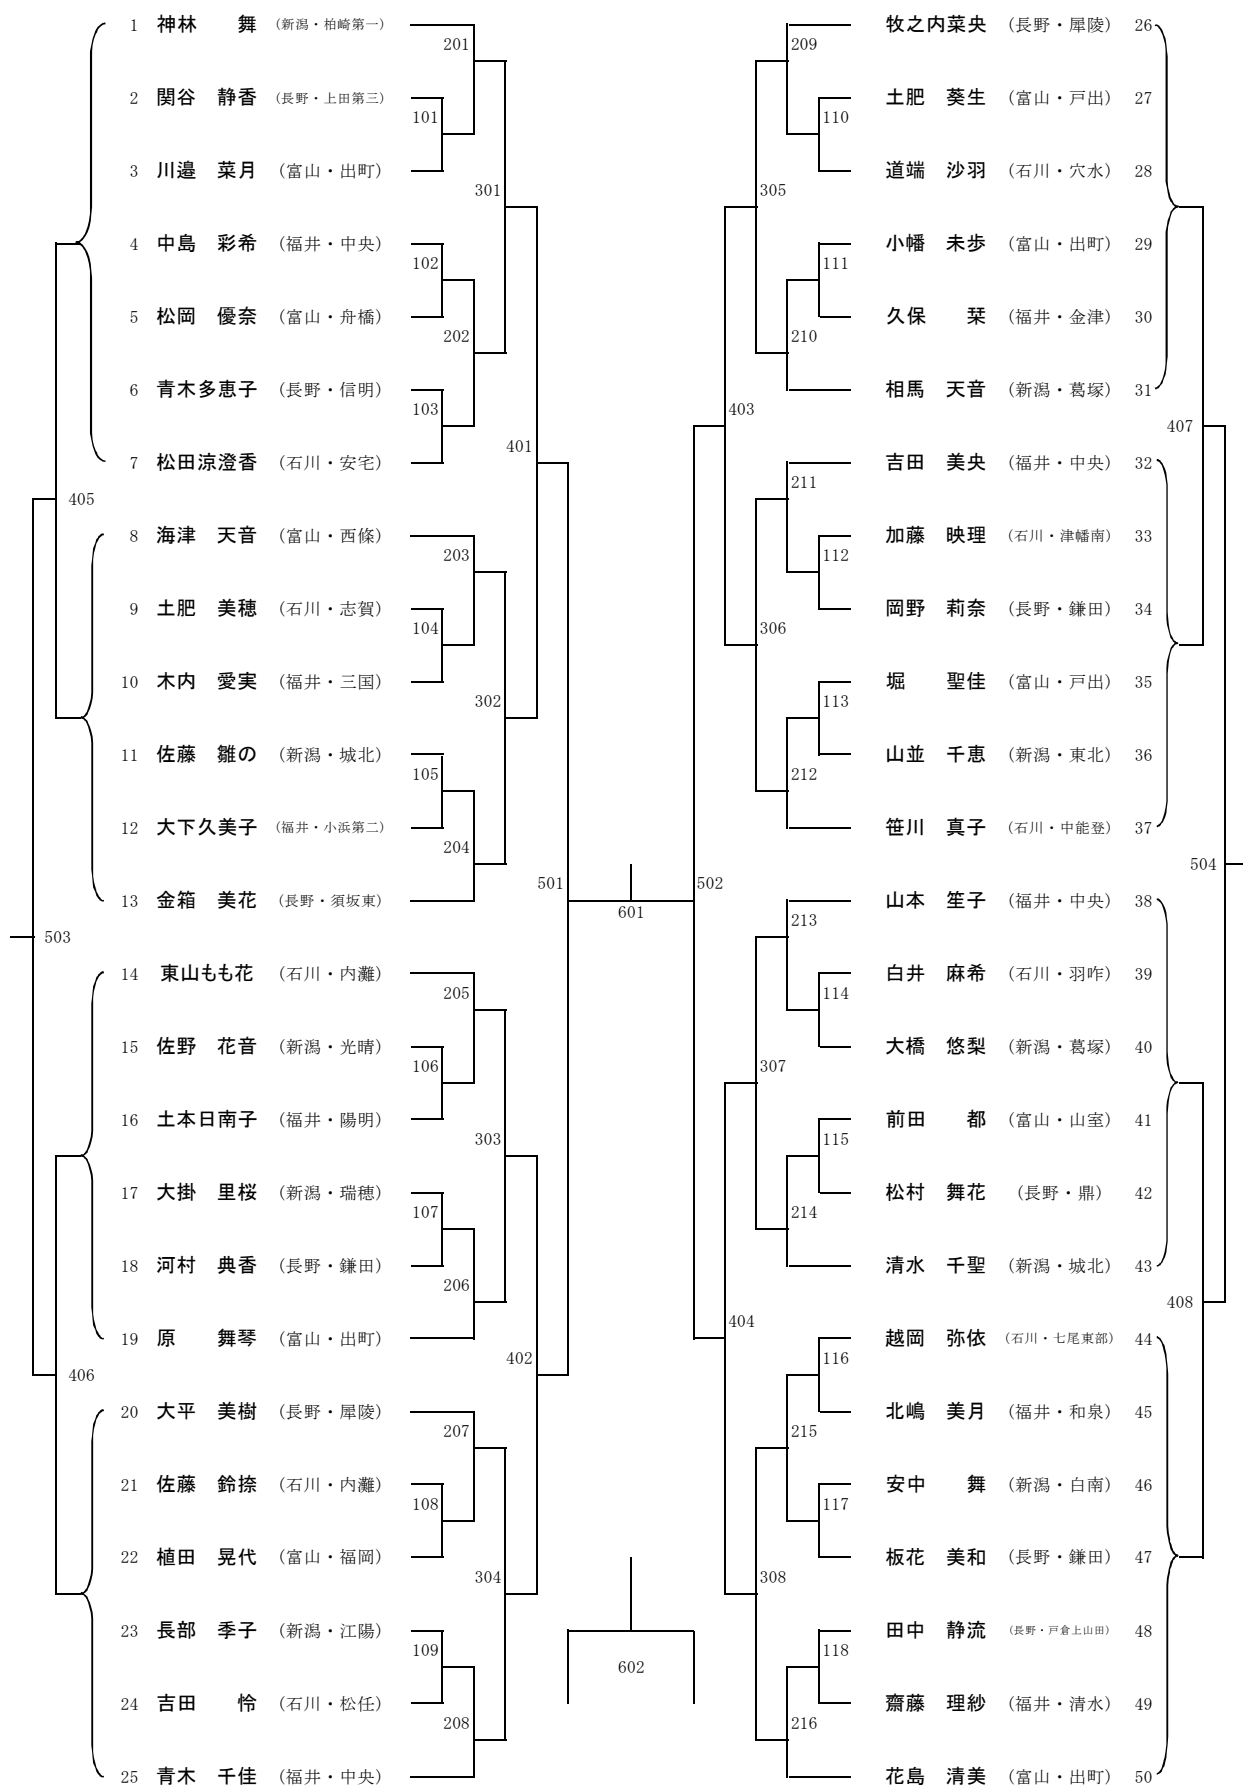 1 神林　舞 (新潟・柏崎第一)
201
2 関谷　静香 (長野・上田第三)
101
3 川邉　菜月 (富山・出町)
301
4 中島　彩希 (福井・中央)
102
5 松岡　優奈 (富山・舟橋)
202
6 青木多恵子 (長野・信明)
103
401
7 松田涼澄香 (石川・安宅)
405
8 海津　天音 (富山・西條)
203
9 土肥　美穂 (石川・志賀)
104
10 木内　愛実 (福井・三国)
302
11 佐藤　雛の (新潟・城北)
105
12 大下久美子 (福井・小浜第二)
204
501
13 金箱　美花 (長野・須坂東)
503
14 東山もも花 (石川・内灘)
205
15 佐野　花音 (新潟・光晴)
106
16 土本日南子 (福井・陽明)
303
17 大掛　里桜 (新潟・瑞穂)
107
18 河村　典香 (長野・鎌田)
206
19 原　舞琴 (富山・出町)
402
406
20 大平　美樹 (長野・犀陵)
207
21 佐藤　鈴捺 (石川・内灘)
108
22 植田　晃代 (富山・福岡)
304
23 長部　季子 (新潟・江陽)
109
24 吉田　怜 (石川・松任)
208
25 青木　千佳 (福井・中央)
601
602
牧之内菜央 (長野・犀陵) 26
209
土肥　葵生 (富山・戸出) 27
110
道端　沙羽 (石川・穴水) 28
305
小幡　未歩 (富山・出町) 29
111
久保　栞 (福井・金津) 30
210
相馬　天音 (新潟・葛塚) 31
403
407
吉田　美央 (福井・中央) 32
211
加藤　映理 (石川・津幡南) 33
112
岡野　莉奈 (長野・鎌田) 34
306
堀　聖佳 (富山・戸出) 35
113
山並　千恵 (新潟・東北) 36
212
笹川　真子 (石川・中能登) 37
504
502
山本　笙子 (福井・中央) 38
213
白井　麻希 (石川・羽咋) 39
114
大橋　悠梨 (新潟・葛塚) 40
307
前田　都 (富山・山室) 41
115
松村　舞花 (長野・鼎) 42
214
清水　千聖 (新潟・城北) 43
408
404
越岡　弥依 (石川・七尾東部) 44
116
北嶋　美月 (福井・和泉) 45
215
安中　舞 (新潟・白南) 46
117
板花　美和 (長野・鎌田) 47
308
田中　静流 (長野・戸倉上山田) 48
118
齋藤　理紗 (福井・清水) 49
216
花島　清美 (富山・出町) 50